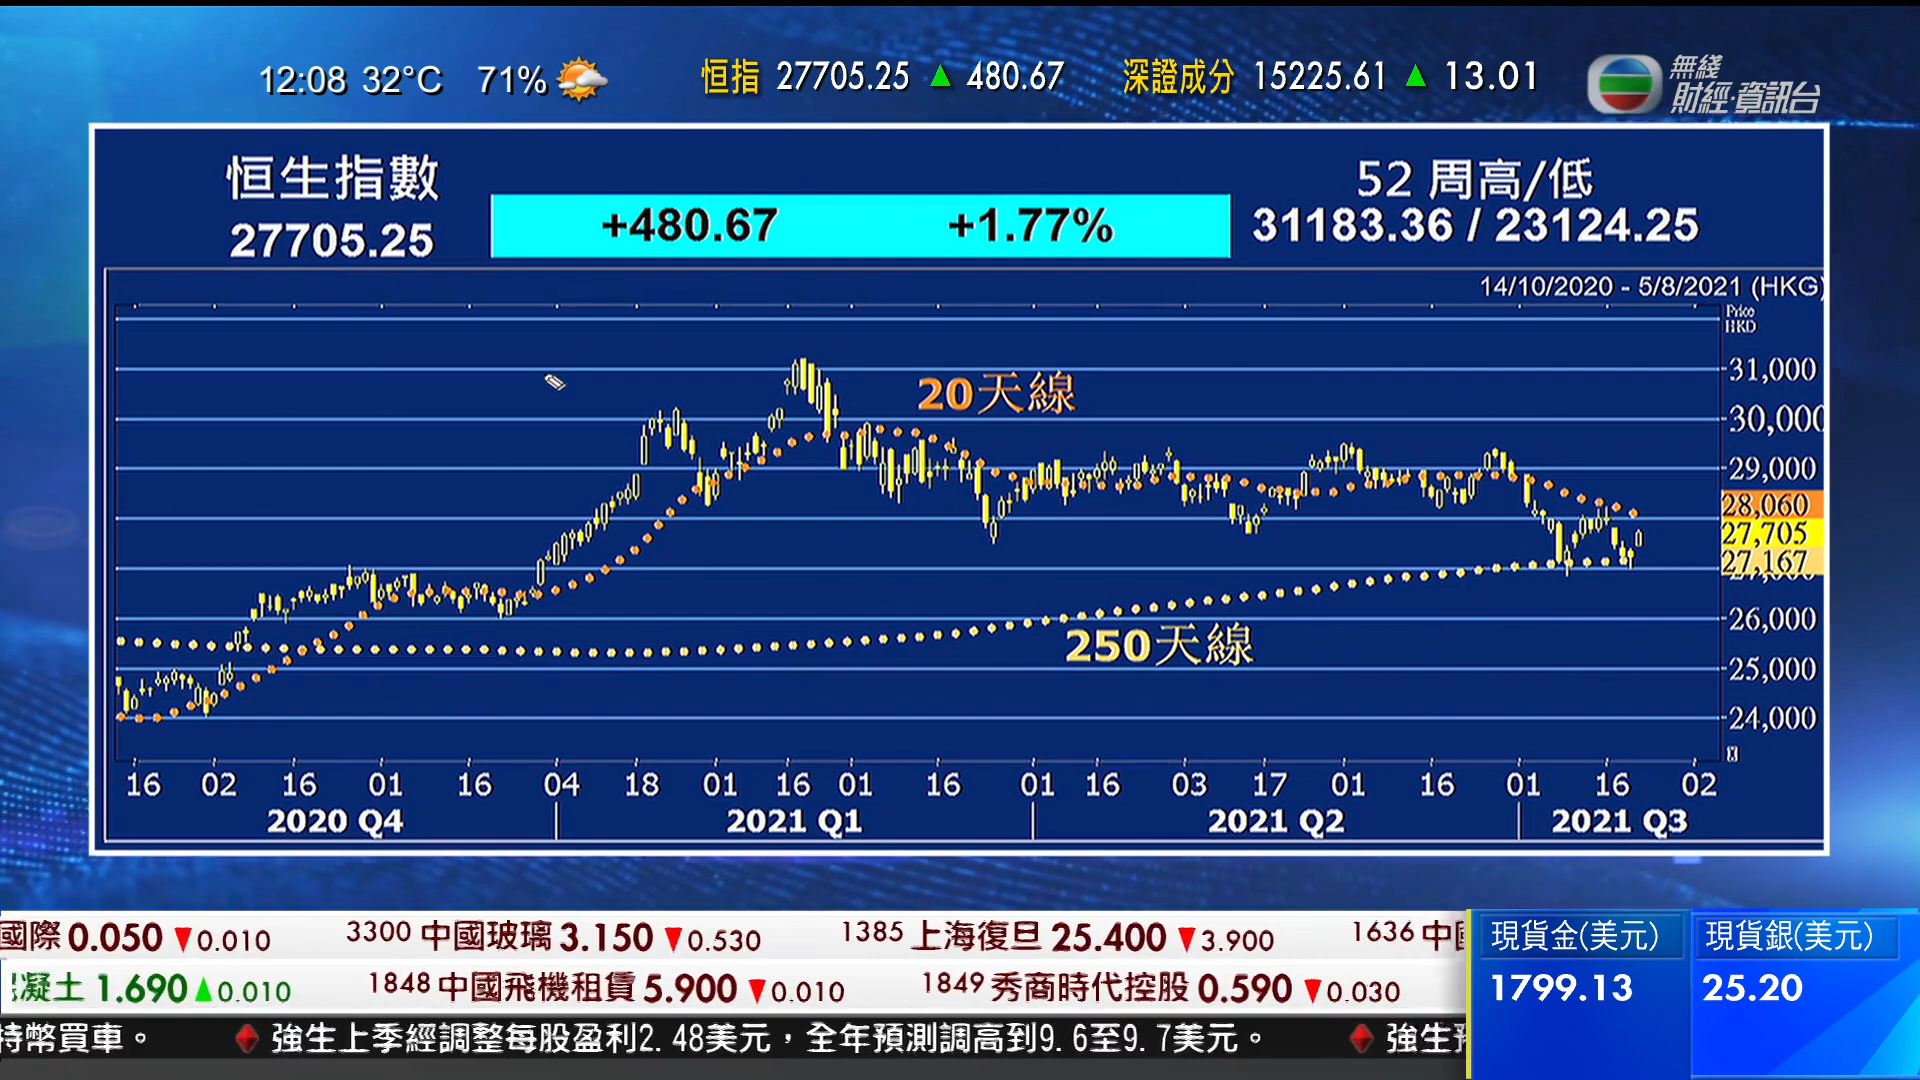 12:08 32°C 71%
恒指 27705.25 ▲ 480.67 深證成分 15225.61 ▲ 13.01
無綫
財經·資訊台
恒生指數
27705.25
+480.67 +1.77%
52 周高/低
31183.36 / 23124.25
14/10/2020 - 5/8/2021 (HKG)
Price
HKD
31,000
20天線
30,000
29,000
28,060
27,705
27,167
26,000
250天線
25,000
24,000
16 02 16 01 16 04 18 01 16 01 16 01 16 03 17 01 16 01 16 02
2020 Q4 2021 Q1 2021 Q2 2021 Q3
國際 0.050 ▼0.010 3300 中國玻璃 3.150 ▼0.530 1385 上海復旦 25.400 ▼3.900 1636 中
凝土 1.690 ▲0.010 1848 中國飛機租賃 5.900 ▼0.010 1849 秀商時代控股 0.590 ▼0.030
持幣買車。 強生上季經調整每股盈利2.48美元，全年預測調高到9.6至9.7美元。 強生
現貨金(美元)
1799.13
現貨銀(美元)
25.20